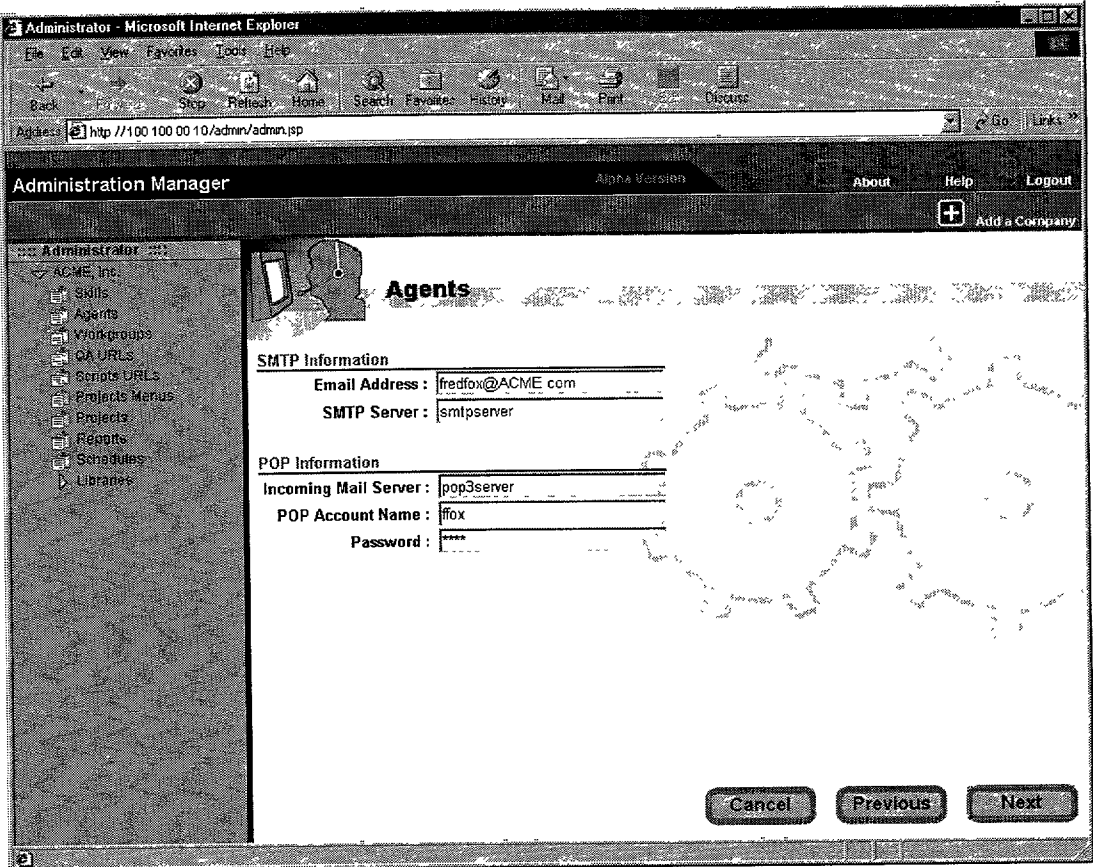 Administrator - Microsoft Internet Explorer
File Edit View Favorites Tools Help
Back Forward Stop Refresh Home Search Favorites History Mail Print Discuss
Address http //100 100 00 10/admin/admin.jsp Go Links »
Administration Manager Alpha Version About Help Logout
Add a Company
:::: Administrator ::::
ACME, Inc.
Skills
Agents
Workgroups
QA URLs
Scripts URLs
Projects Menus
Projects
Reports
Schedules
Libraries
Agents
SMTP Information
Email Address : fredfox@ACME com
SMTP Server : smtpserver
POP Information
Incoming Mail Server : pop3server
POP Account Name : ffox
Password : ****
Cancel Previous Next